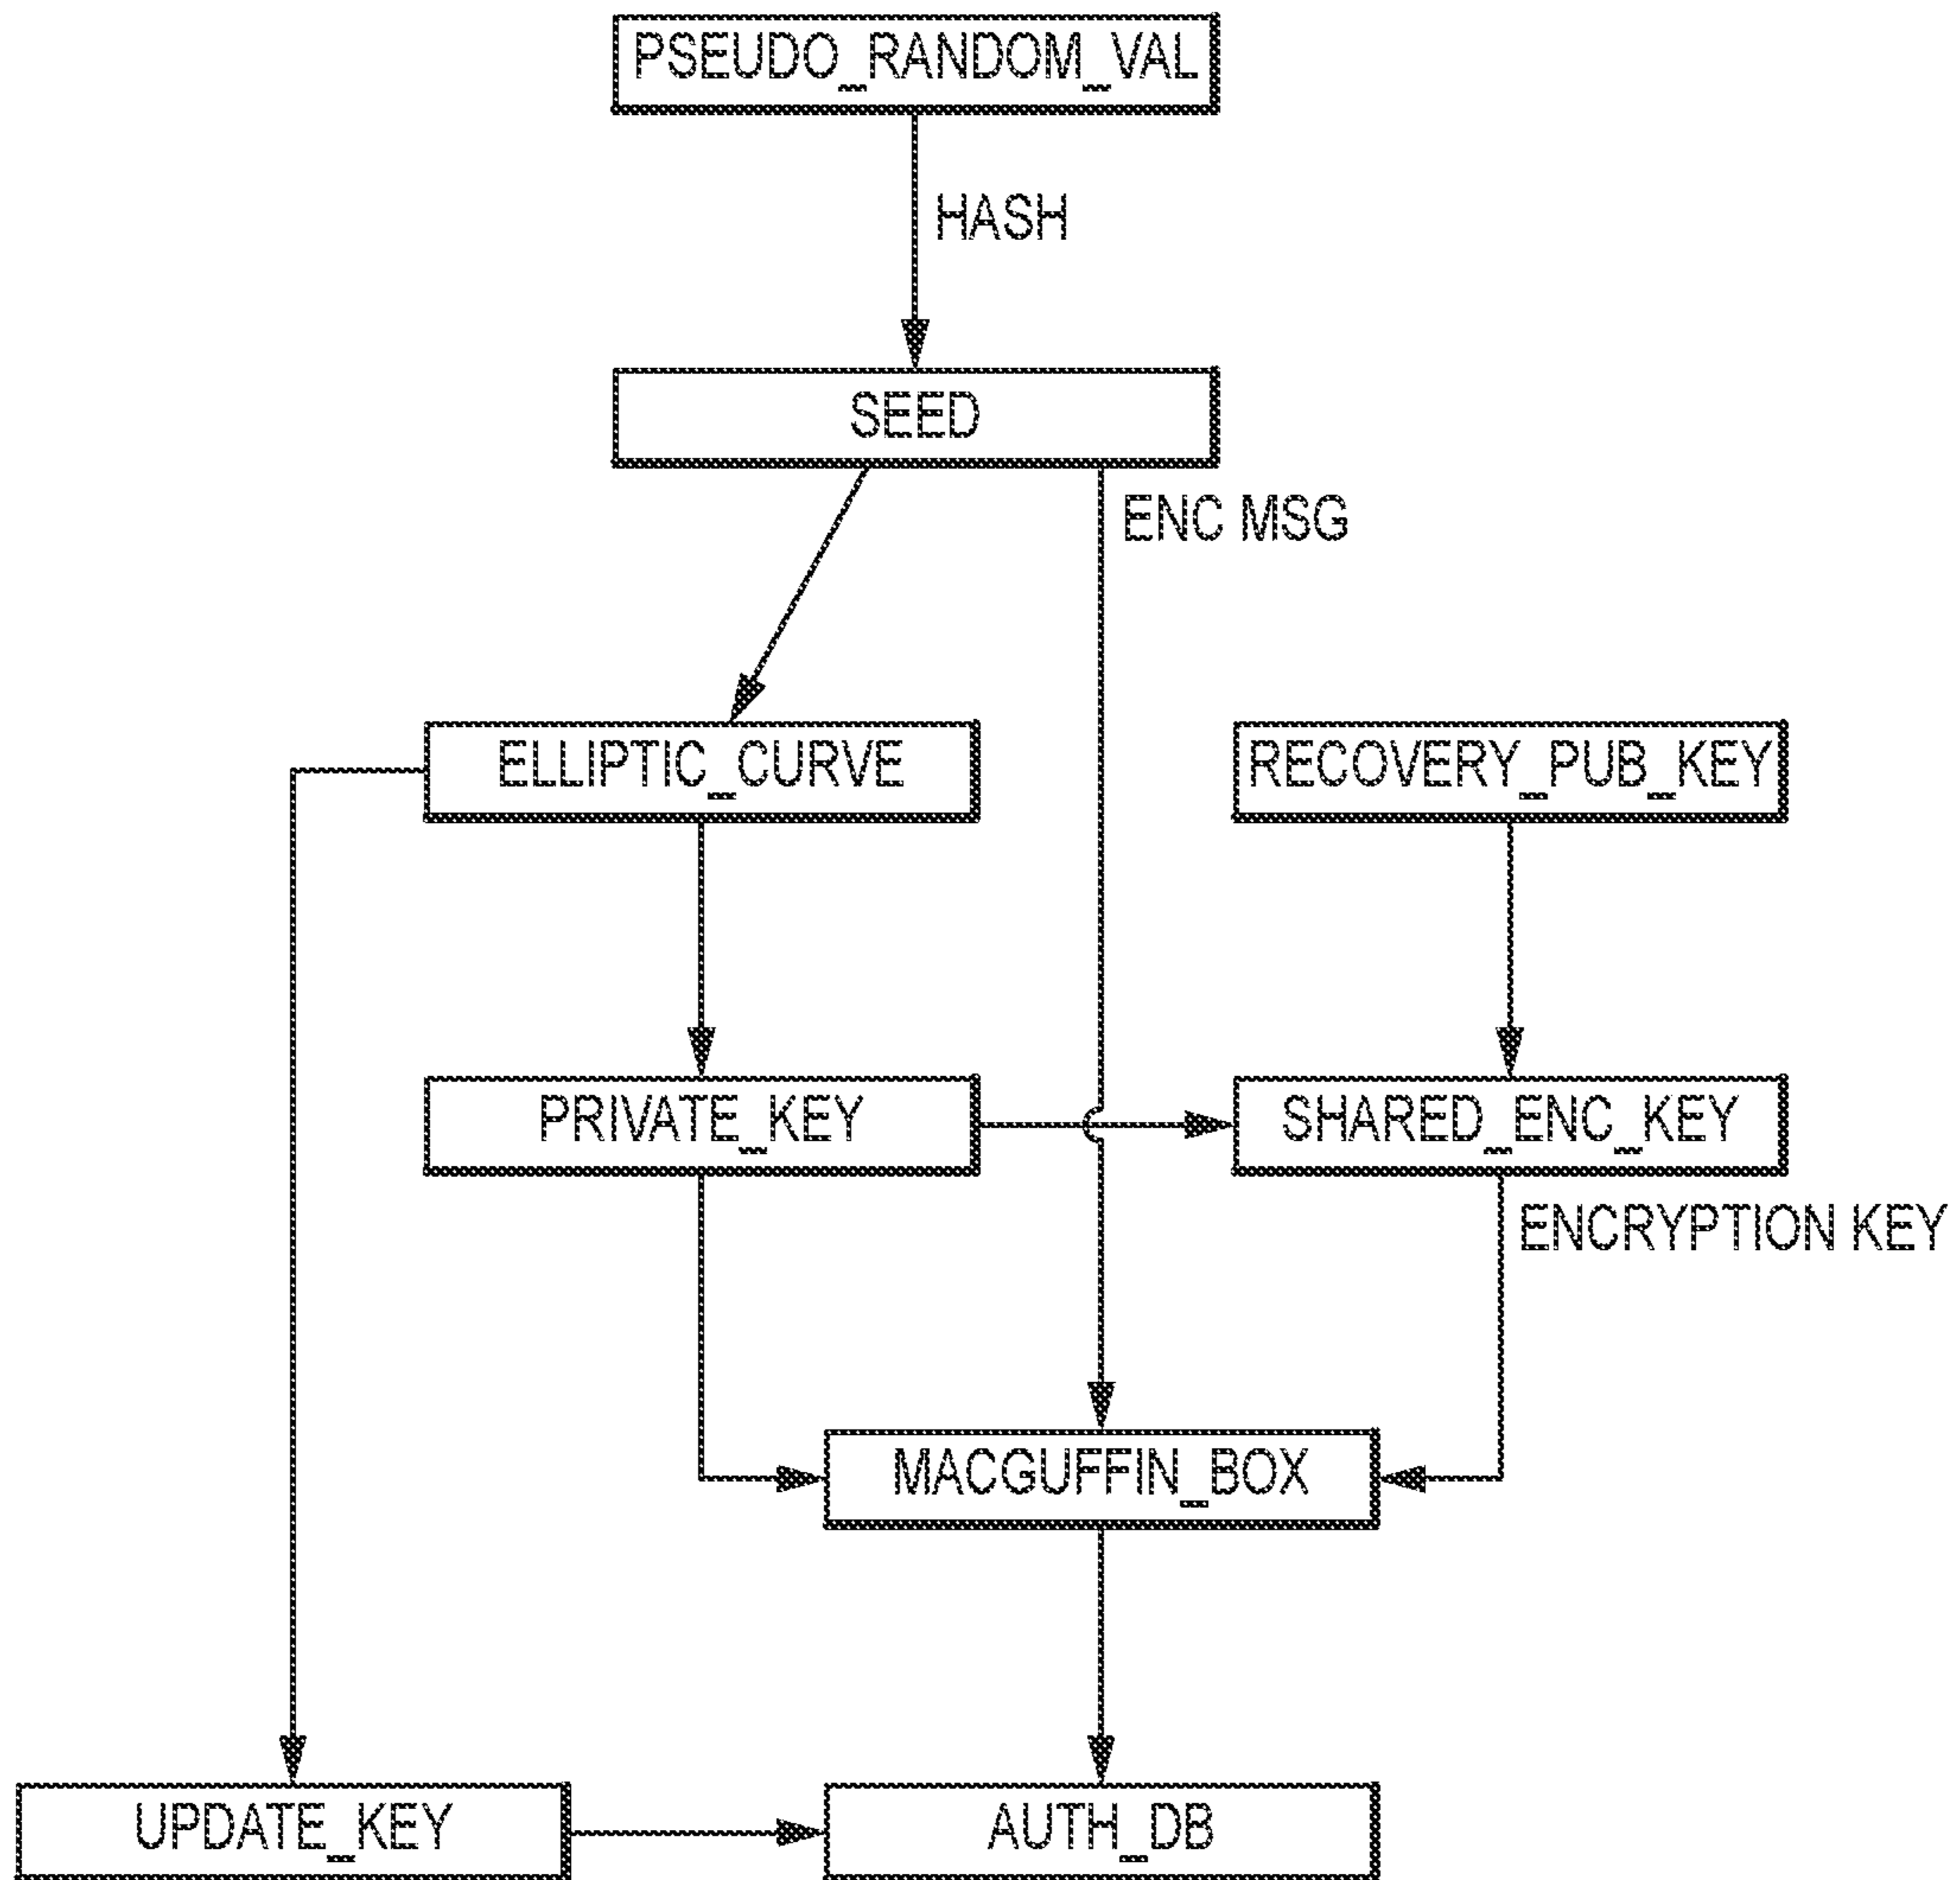 PSEUDO_RANDOM_VAL
HASH
SEED
ENC MSG
ELLIPTIC_CURVE
RECOVERY_PUB_KEY
PRIVATE_KEY
SHARED_ENC_KEY
ENCRYPTION KEY
MACGUFFIN_BOX
UPDATE_KEY
AUTH_DB